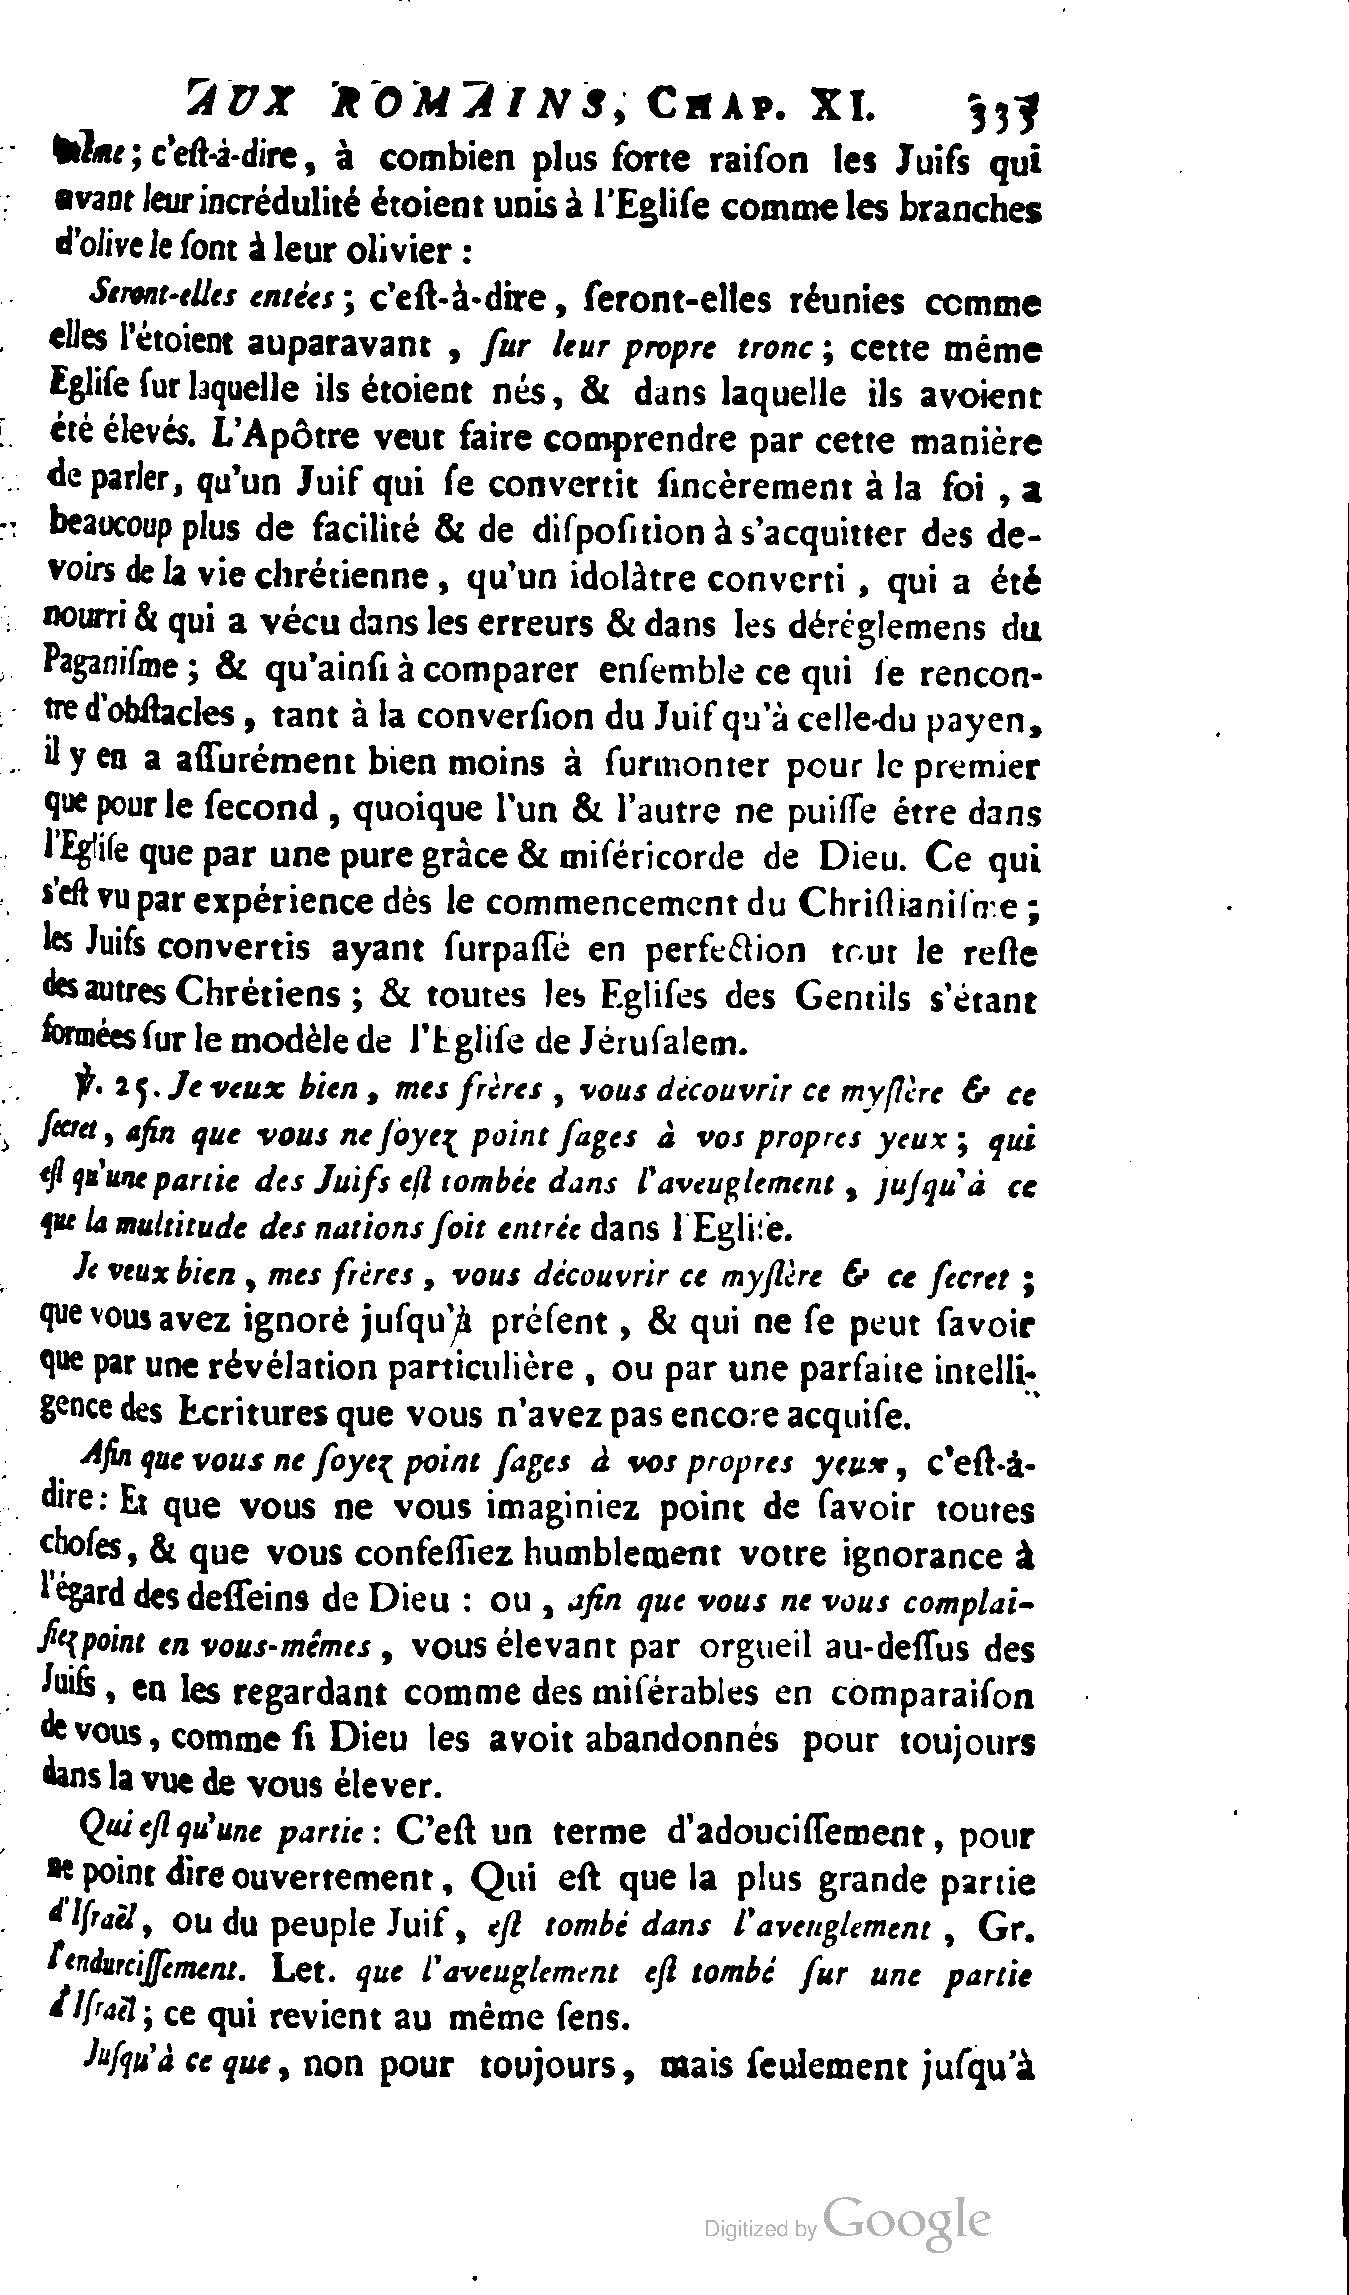 AUX ROMAINS, CHAP. XI.
c'eſt-à-dire, à combien plus forte raiſon les Juifs qui
avant leur incrédulité étoient unis à l'Egliſe comme les branches
d'olive le ſont à leur olivier :
Seront-elles entées ; c'eſt-à-dire, ſeront-elles réunies comme
elles l'étoient auparavant , ſur leur propre tronc ; cette même
Egliſe ſur laquelle ils étoient nés, & dans laquelle ils avoient
été élevés. L'Apôtre veut faire comprendre par cette manière
de parler, qu'un Juif qui ſe convertit ſincèrement à la foi , a
beaucoup plus de facilité & de diſpoſition à s'acquitter des de-
voirs de la vie chrétienne , qu'un idolâtre converti , qui a été
nourri & qui a vécu dans les erreurs & dans les déréglemens du
Paganiſme ; & qu'ainſi à comparer enſemble ce qui ſe rencon-
tre d'obſtacles , tant à la converſion du Juif qu'à celle-du payen,
il y en a aſſurément bien moins à ſurmonter pour le premier
que pour le ſecond , quoique l'un & l'autre ne puiſſe être dans
l'Egliſe que par une pure grâce & miſéricorde de Dieu. Ce qui
s'eſt vu par expérience dès le commencement du Chriſtianiſme ;
les Juifs convertis ayant ſurpaſſé en perfection tout le reſte
des autres Chrétiens ; & toutes les Egliſes des Gentils s'étant
formées ſur le modèle de l'Egliſe de Jéruſalem.
℣. 25. Je veux bien , mes frères , vous découvrir ce myſtère & ce
ſecret , afin que vous ne ſoyez point ſages à vos propres yeux ; qui
eſt qu'une partie des Juifs eſt tombée dans l'aveuglement , juſqu'à ce
que la multitude des nations ſoit entrée dans l'Egliſe.
Je veux bien , mes frères , vous découvrir ce myſtère & ce ſecret ;
que vous avez ignoré juſqu'à préſent , & qui ne ſe peut ſavoir
que par une révélation particulière , ou par une parfaite intelli-
gence des Ecritures que vous n'avez pas encore acquiſe.
Afin que vous ne ſoyez point ſages à vos propres yeux, c'eſt-à-
dire : Et que vous ne vous imaginiez point de ſavoir toutes
choſes, & que vous confeſſiez humblement votre ignorance à
l'égard des deſſeins de Dieu : ou , afin que vous ne vous complai-
ſiez point en vous-mêmes , vous élevant par orgueil au-deſſus des
Juifs , en les regardant comme des miſérables en comparaiſon
de vous, comme ſi Dieu les avoit abandonnés pour toujours
dans la vue de vous élever.
Qui eſt qu'une partie : C'eſt un terme d'adouciſſement, pour
ne point dire ouvertement , Qui eſt que la plus grande partie
d'Iſraël, ou du peuple Juif , eſt tombé dans l'aveuglement , Gr.
l'endurciſſement. Let. que l'aveuglement eſt tombé ſur une partie
d'Iſraël ; ce qui revient au même ſens.
Juſqu'à ce que , non pour toujours, mais ſeulement juſqu'à
Digitized by Google